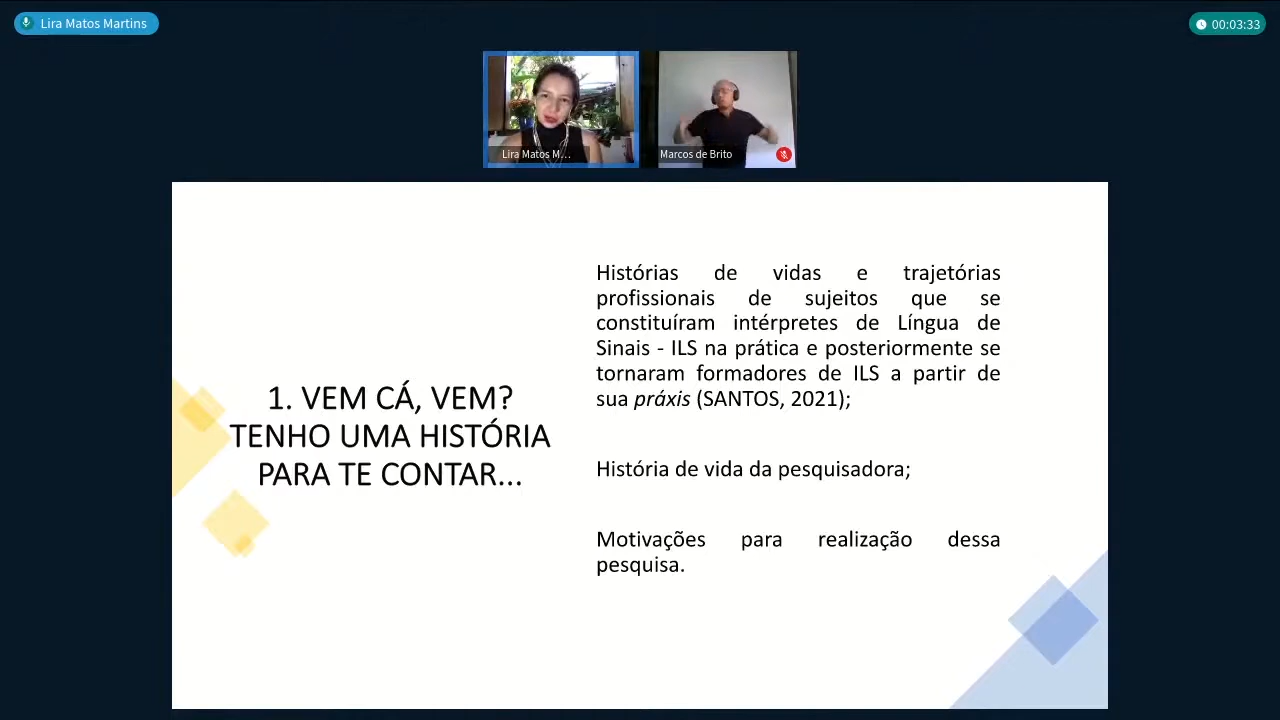 Lira Matos Martins
00:03:33
Lira Matos M...
Marcos de Brito
1. VEM CÁ, VEM?
TENHO UMA HISTÓRIA
PARA TE CONTAR...
Histórias de vidas e trajetórias
profissionais de sujeitos que se
constituíram intérpretes de Língua de
Sinais - ILS na prática e posteriormente se
tornaram formadores de ILS a partir de
sua práxis (SANTOS, 2021);
História de vida da pesquisadora;
Motivações para realização dessa
pesquisa.